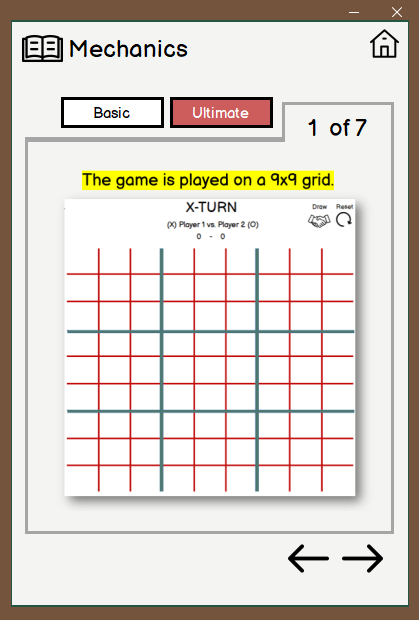 Mechanics
Basic
Ultimate
1 of 7
The game is played on a 9x9 grid.
X-TURN
Draw
Reset
(X) Player 1 vs. Player 2 (O)
0 - 0